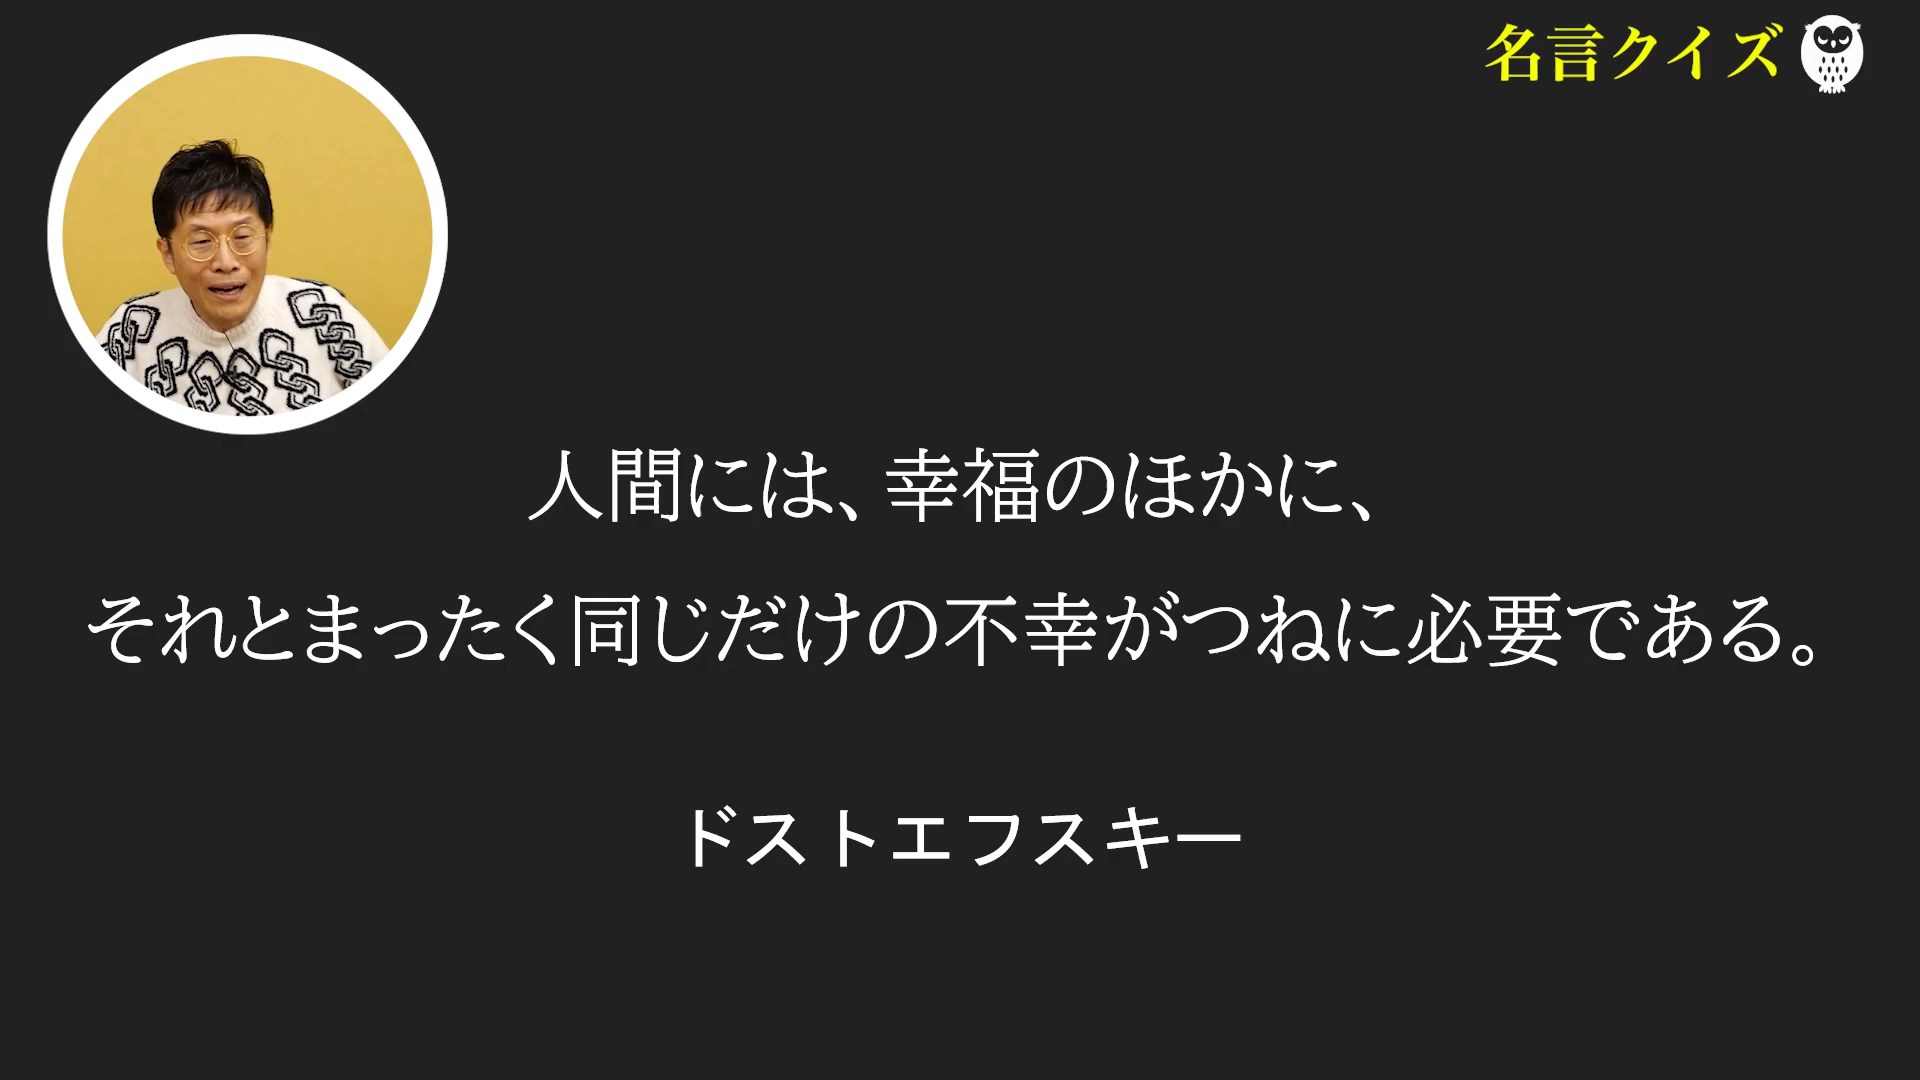 名言クイズ
人間には、幸福のほかに、
それとまったく同じだけの不幸がつねに必要である。
ドストエフスキー